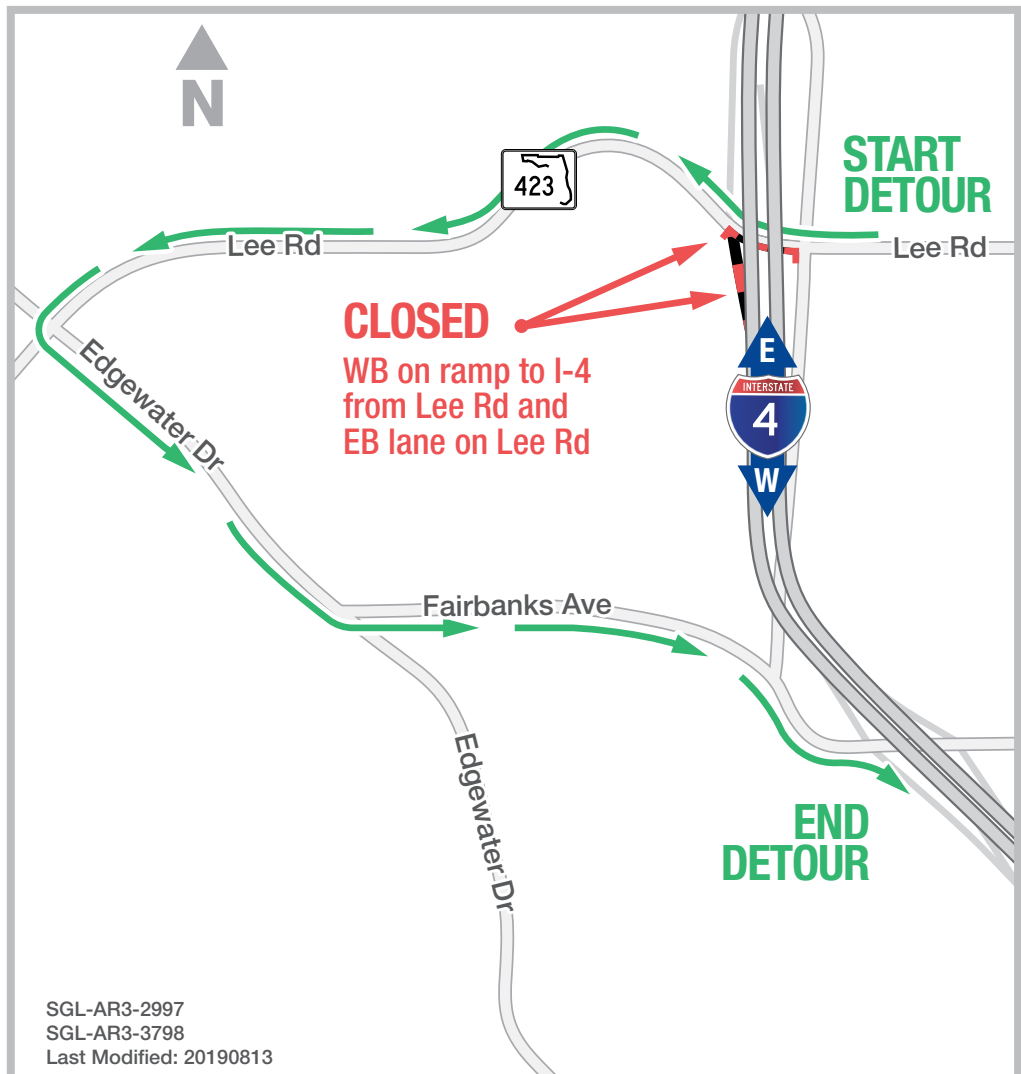 N
START
DETOUR
423
Lee Rd
Lee Rd
CLOSED
WB on ramp to I-4
from Lee Rd and
EB lane on Lee Rd
E
INTERSTATE
4
W
Edgewater Dr
Fairbanks Ave
Edgewater Dr
END
DETOUR
SGL-AR3-2997
SGL-AR3-3798
Last Modified: 20190813